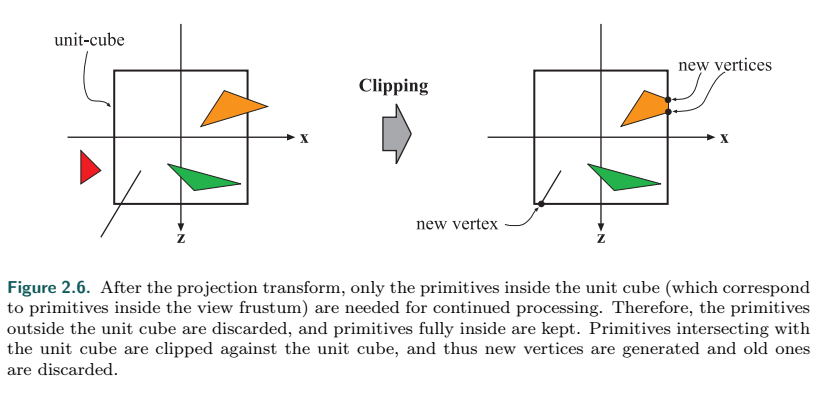 unit-cube
x
z
Clipping
new vertices
x
new vertex
z
Figure 2.6. After the projection transform, only the primitives inside the unit cube (which correspond
to primitives inside the view frustum) are needed for continued processing. Therefore, the primitives
outside the unit cube are discarded, and primitives fully inside are kept. Primitives intersecting with
the unit cube are clipped against the unit cube, and thus new vertices are generated and old ones
are discarded.